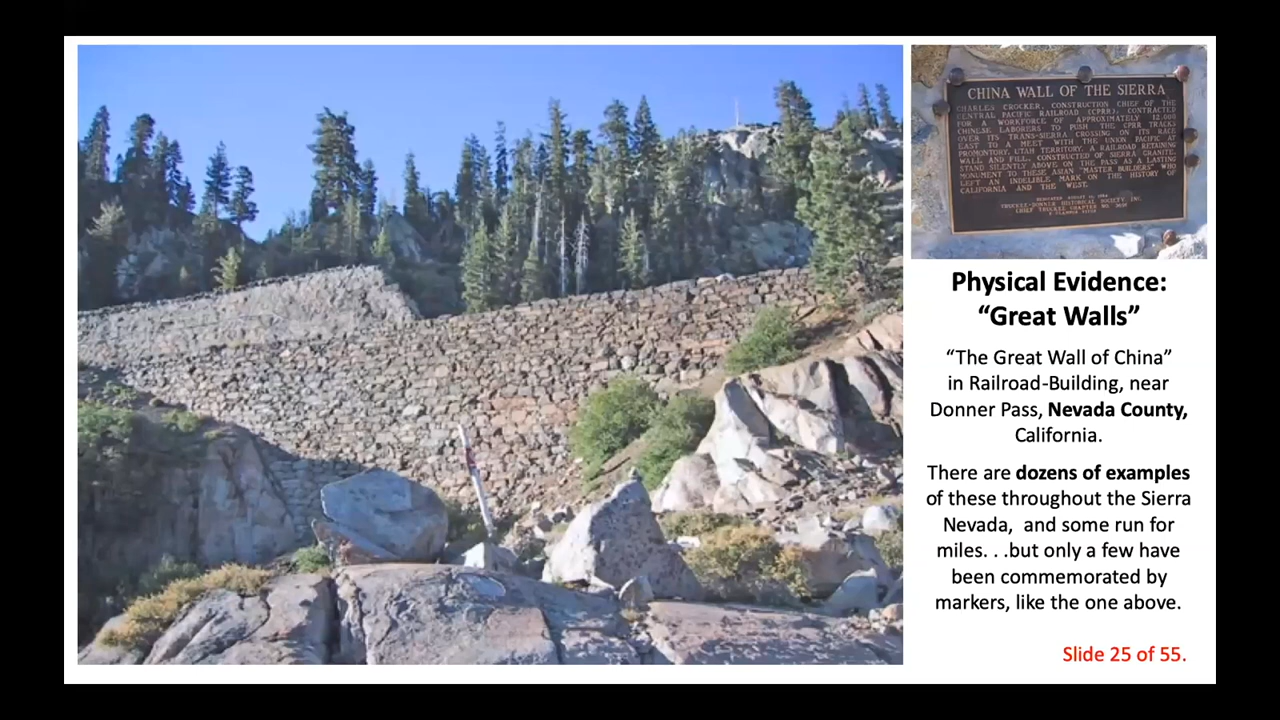 CHINA WALL OF THE SIERRA
CHARLES CROCKER, CONSTRUCTION CHIEF OF THE
CENTRAL PACIFIC RAILROAD (CPRR), CONTRACTED
FOR A WORKFORCE OF APPROXIMATELY 12,000
CHINESE LABORERS TO PUSH THE CPRR TRACKS
OVER ITS TRANS-SIERRA CROSSING ON ITS RACE
EAST TO A MEET WITH THE UNION PACIFIC AT
PROMONTORY, UTAH TERRITORY. A RAILROAD RETAINING
WALL AND FILL, CONSTRUCTED OF SIERRA GRANITE,
STAND SILENTLY ABOVE ON THE PASS AS A LASTING
MONUMENT TO THESE ASIAN "MASTER BUILDERS" WHO
LEFT AN INDELIBLE MARK ON THE HISTORY OF
CALIFORNIA AND THE WEST.
TRUCKEE-DONNER HISTORICAL SOCIETY, INC.
Physical Evidence:
“Great Walls”
“The Great Wall of China”
in Railroad-Building, near
Donner Pass, Nevada County,
California.
There are dozens of examples
of these throughout the Sierra
Nevada, and some run for
miles. . .but only a few have
been commemorated by
markers, like the one above.
Slide 25 of 55.